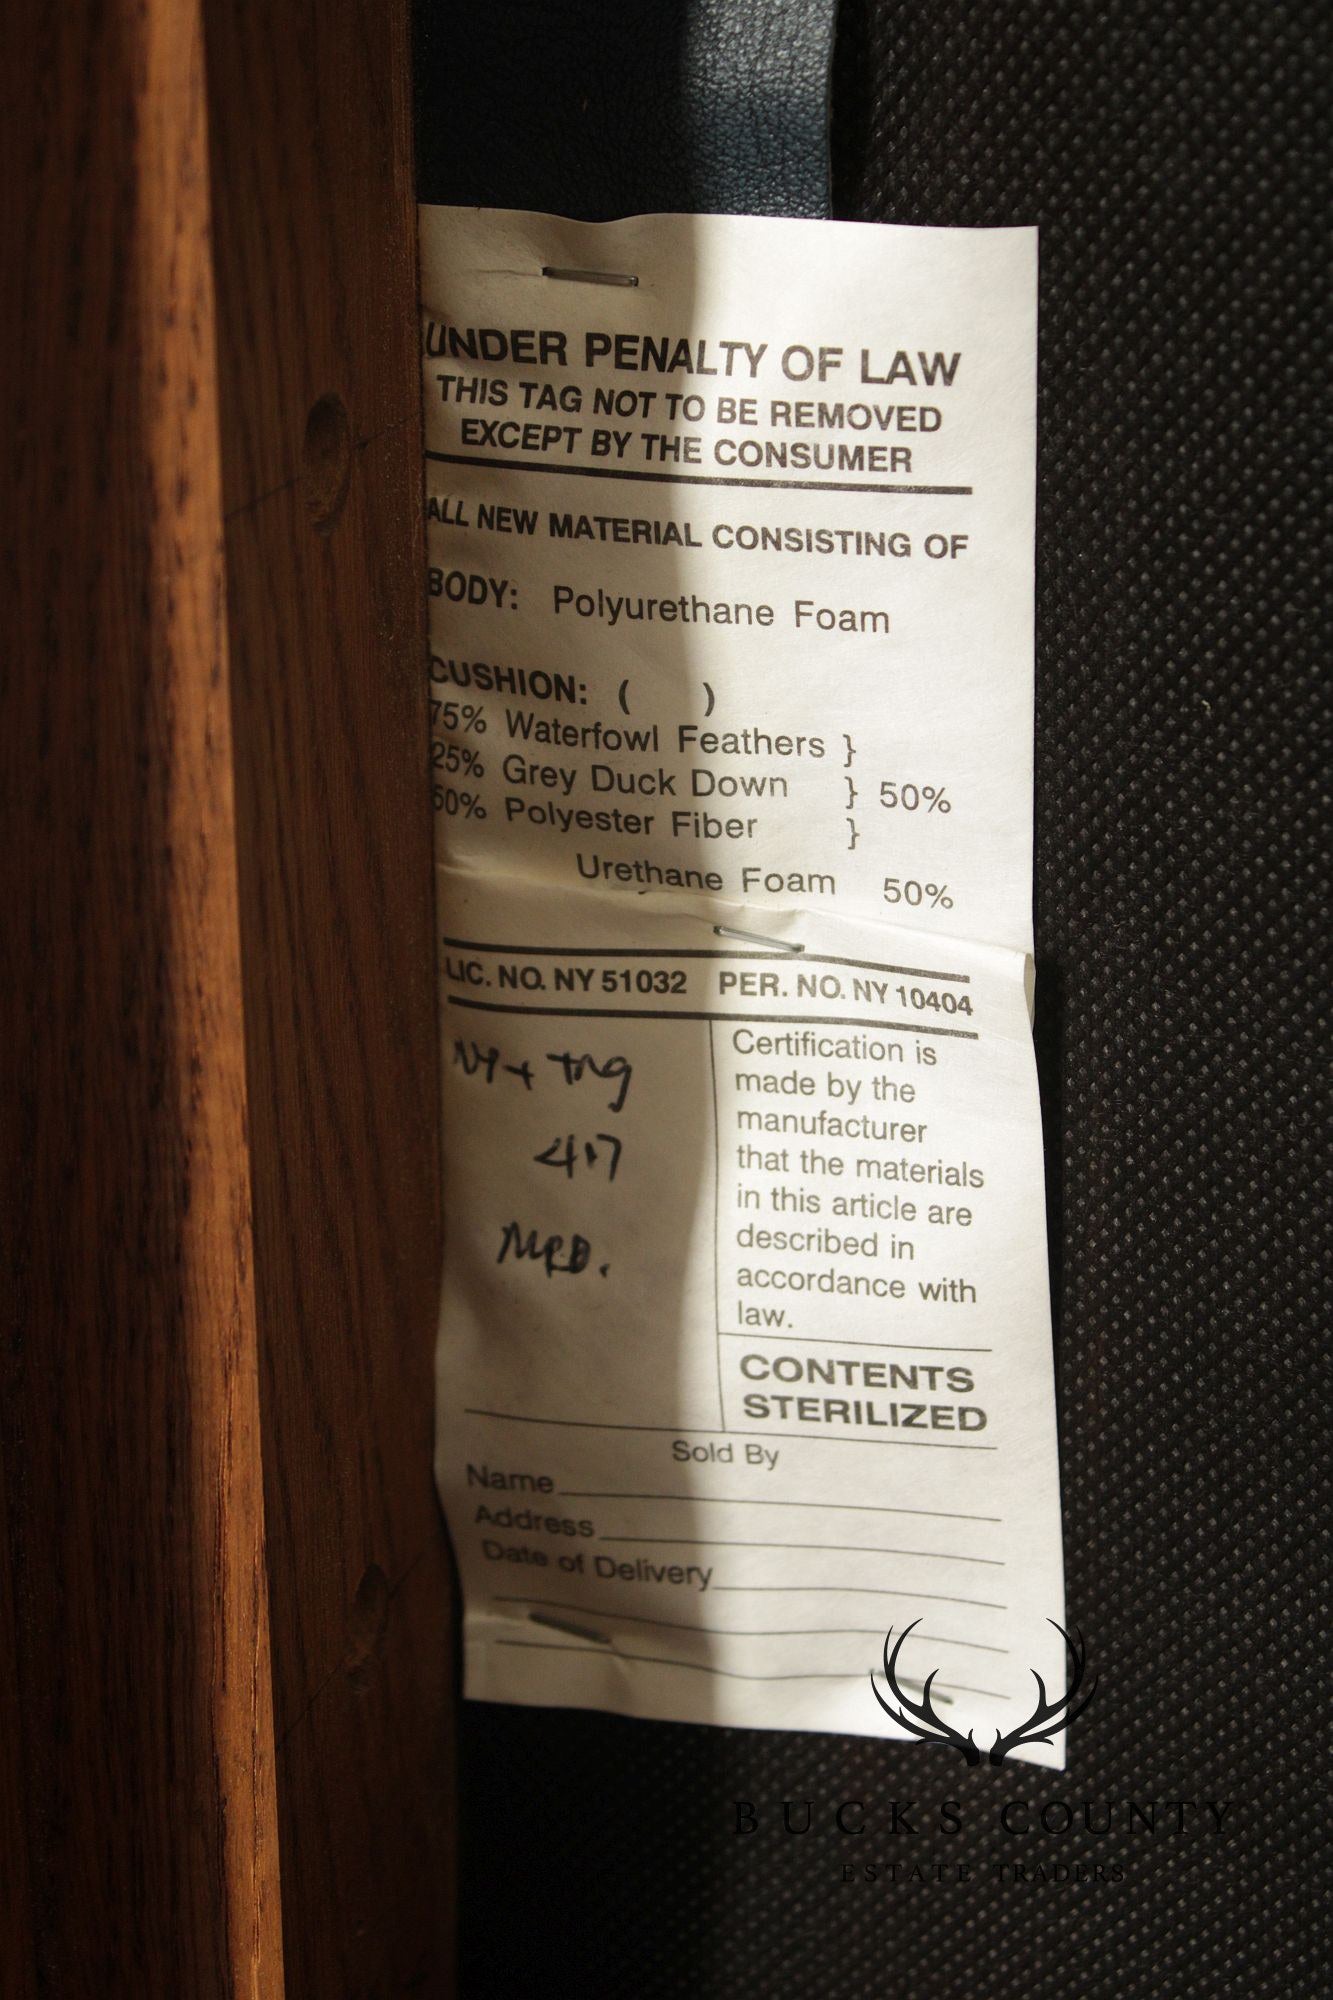 UNDER PENALTY OF LAW
THIS TAG NOT TO BE REMOVED
EXCEPT BY THE CONSUMER
ALL NEW MATERIAL CONSISTING OF
BODY: Polyurethane Foam
CUSHION: ( )
75% Waterfowl Feathers }
25% Grey Duck Down } 50%
50% Polyester Fiber }
Urethane Foam 50%
LIC. NO. NY 51032 PER. NO. NY 10404
Tag
417
Certification is
made by the
manufacturer
that the materials
in this article are
described in
accordance with
law.
CONTENTS
STERILIZED
Sold By
Name
Address
Date of Delivery
BUCKS COUNTY
ESTATE TRADERS